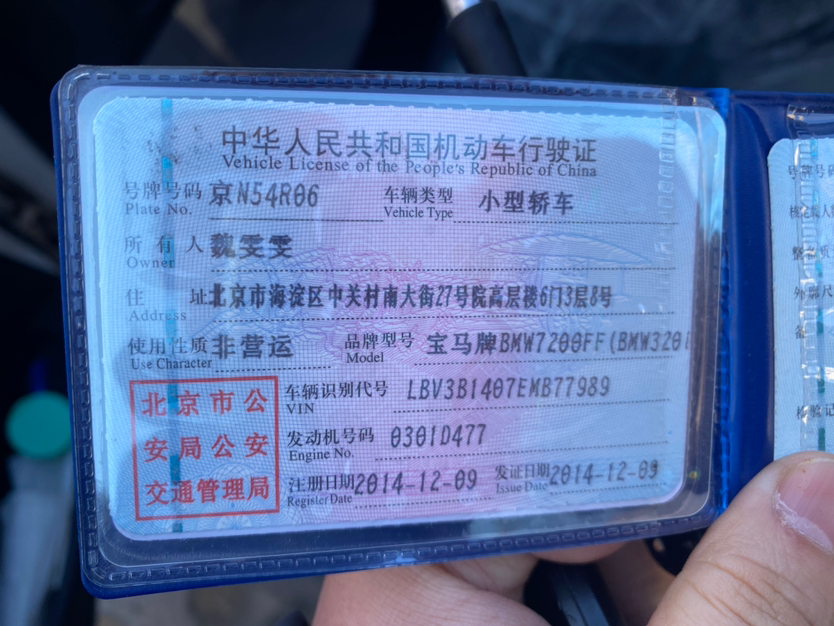 中华人民共和国机动车行驶证
Vehicle License of the People's Republic of China
号牌号码 京N54R06 车辆类型 小型轿车
Plate No. Vehicle Type
所有人 魏雯雯
Owner
住址 北京市海淀区中关村南大街27号院高层楼6门3层8号
Address
使用性质 非营运 品牌型号 宝马牌BMW7200FF(BMW320i
Use Character Model
北京市公
安局公安
交通管理局
车辆识别代号 LBV3B1407EMB77989
VIN
发动机号码 0301D477
Engine No.
注册日期 2014-12-09 发证日期 2014-12-09
Register Date Issue Date
号牌号码